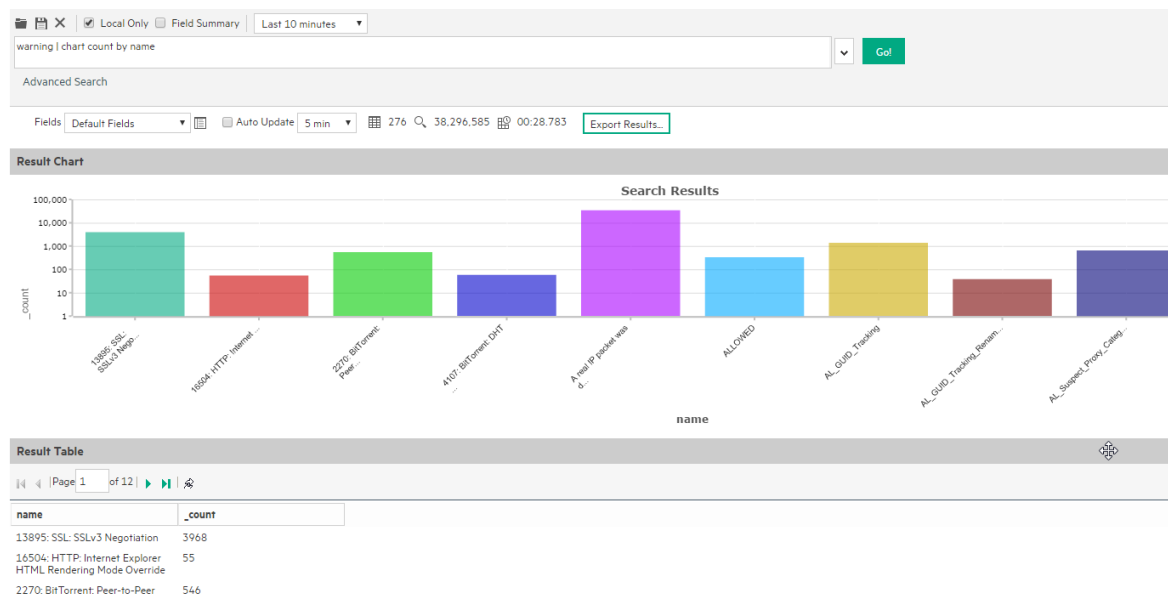 Local Only Field Summary Last 10 minutes
warning | chart count by name
Go!
Advanced Search
Fields Default Fields Auto Update 5 min 276 38,296,585 00:28.783 Export Results...
Result Chart
Search Results
100,000
10,000
1,000
100
10
1
_count
13895: SSL:
SSLv3 Nego...
16504: HTTP: Internet ...
2270: BitTorrent:
Peer...
4107: BitTorrent: DHT
...
A real IP packet was
d...
ALLOWED
AL_GUID_Tracking
AL_GUID_Tracking_Renam...
AL_Suspect_Proxy_Categ...
name
Result Table
Page 1 of 12
name _count
13895: SSL: SSLv3 Negotiation 3968
16504: HTTP: Internet Explorer 55
HTML Rendering Mode Override
2270: BitTorrent: Peer-to-Peer 546